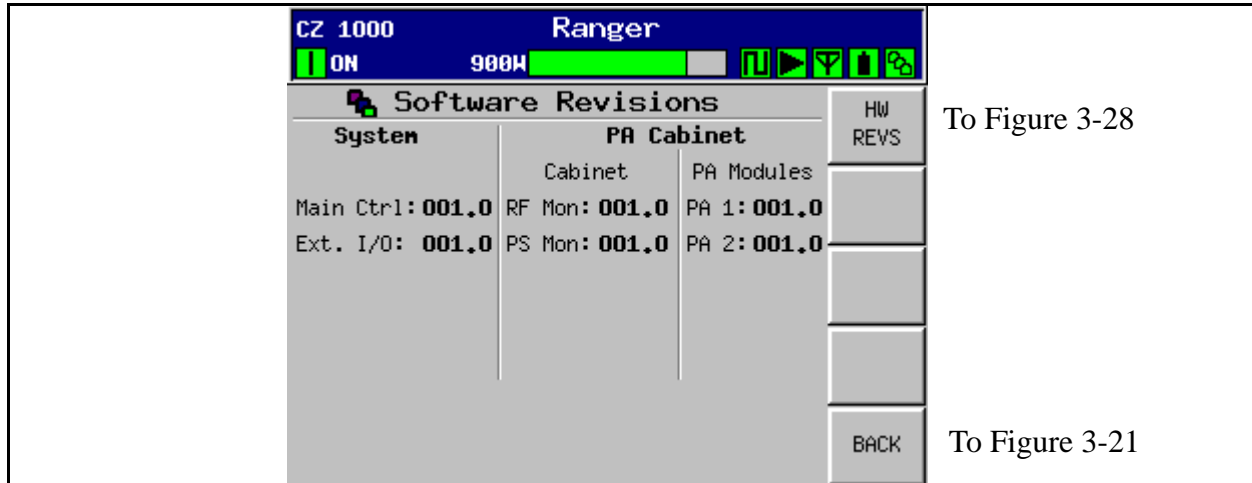 CZ 1000 Ranger
ON 900W
Software Revisions
HW
REVS
To Figure 3-28
System PA Cabinet
Cabinet PA Modules
Main Ctrl: 001.0 RF Mon: 001.0 PA 1: 001.0
Ext. I/O: 001.0 PS Mon: 001.0 PA 2: 001.0
BACK
To Figure 3-21